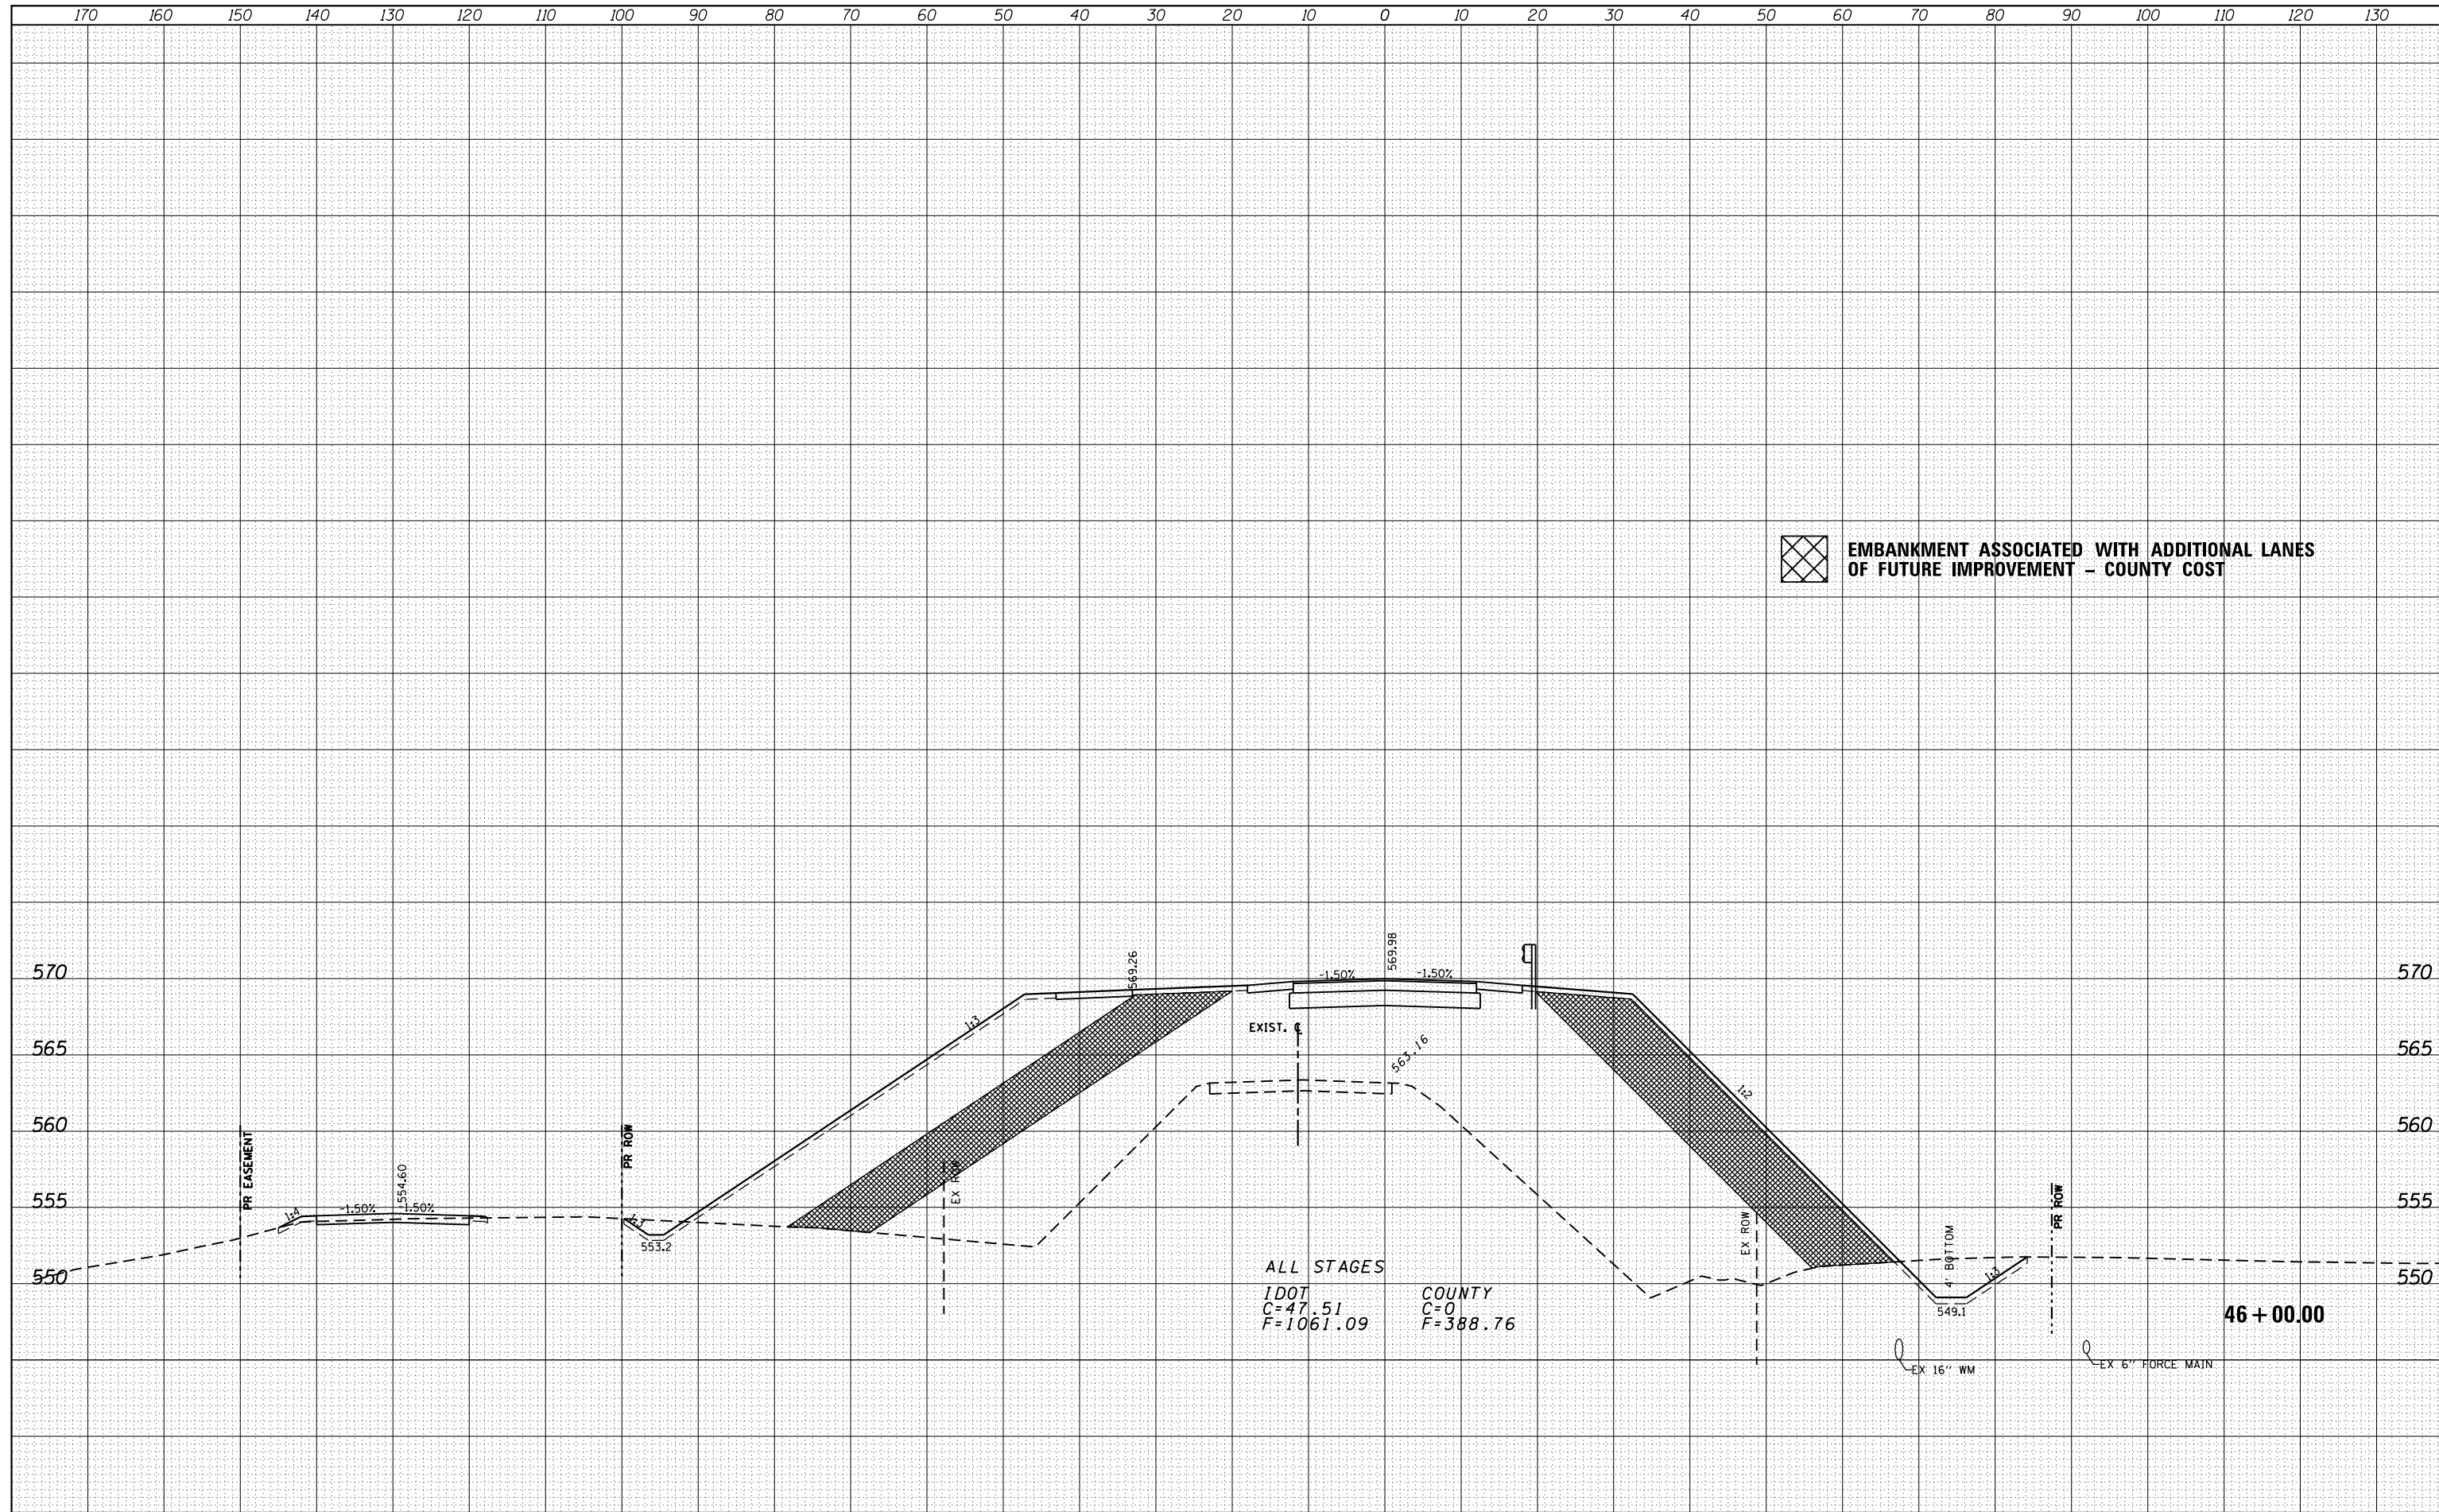 170 160 150 140 130 120 110 100 90 80 70 60 50 40 30 20 10 0 10 20 30 40 50 60 70 80 90 100 110 120 130
EMBANKMENT ASSOCIATED WITH ADDITIONAL LANES
OF FUTURE IMPROVEMENT – COUNTY COST
569.26
569.98
570
-1.50%
-1.50%
570
1:3
EXIST. ℄
565
563.16
565
1:2
560
PR EASEMENT
PR ROW
560
554.60
EX ROW
555
1:4
-1.50%
-1.50%
1:3
553.2
EX ROW
4' BOTTOM
PR ROW
555
550
ALL STAGES
IDOT COUNTY
C=47.51 C=0
F=1061.09 F=388.76
1:3
549.1
550
46+00.00
EX 16" WM
EX 6" FORCE MAIN